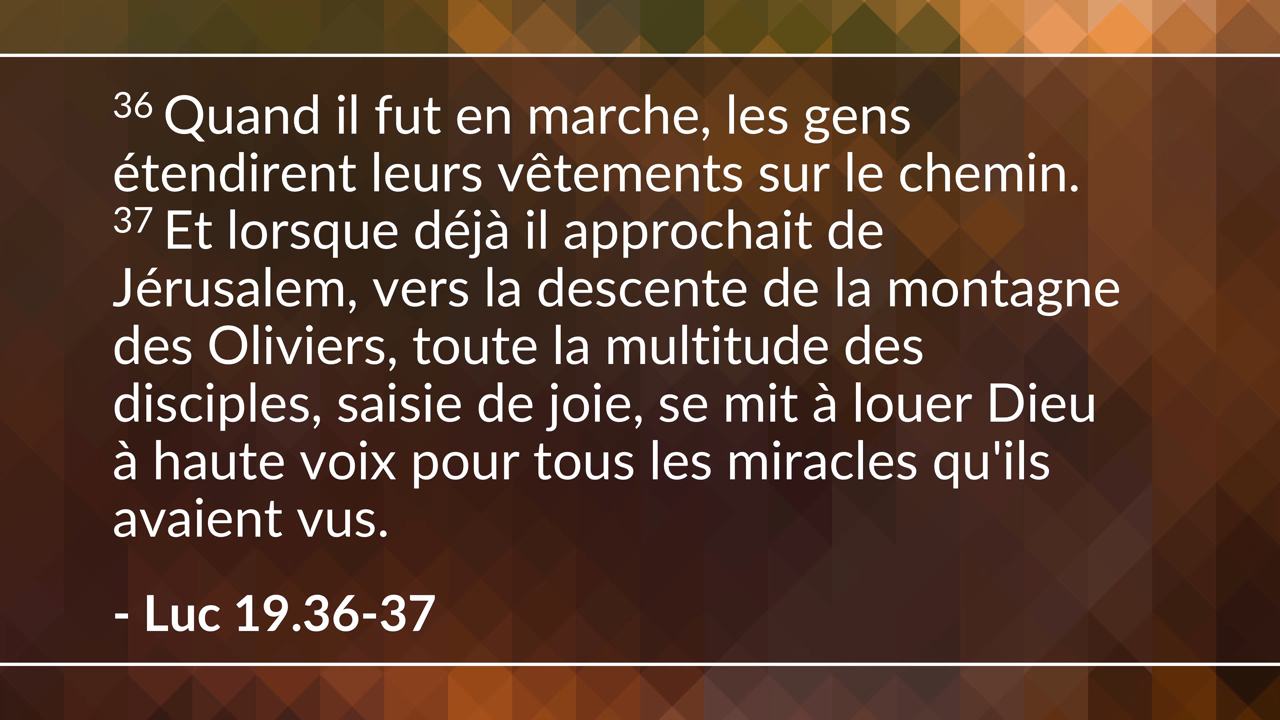 36 Quand il fut en marche, les gens
étendirent leurs vêtements sur le chemin.
37 Et lorsque déjà il approchait de
Jérusalem, vers la descente de la montagne
des Oliviers, toute la multitude des
disciples, saisie de joie, se mit à louer Dieu
à haute voix pour tous les miracles qu'ils
avaient vus.
- Luc 19.36-37